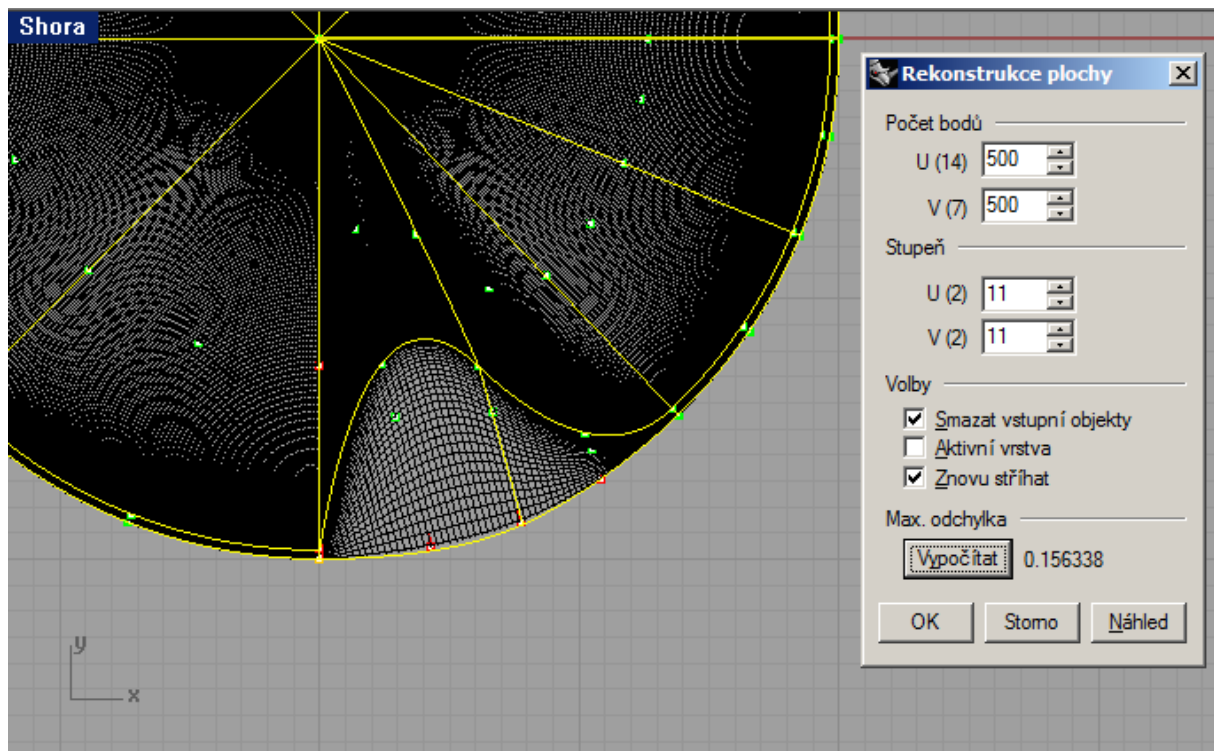 Shora
Rekonstrukce plochy
Počet bodů
U (14) 500
V (7) 500
Stupeň
U (2) 11
V (2) 11
Volby
Smazat vstupní objekty
Aktivní vrstva
Znovu stříhat
Max. odchylka
Vypočítat 0.156338
OK Storno Náhled
y
x